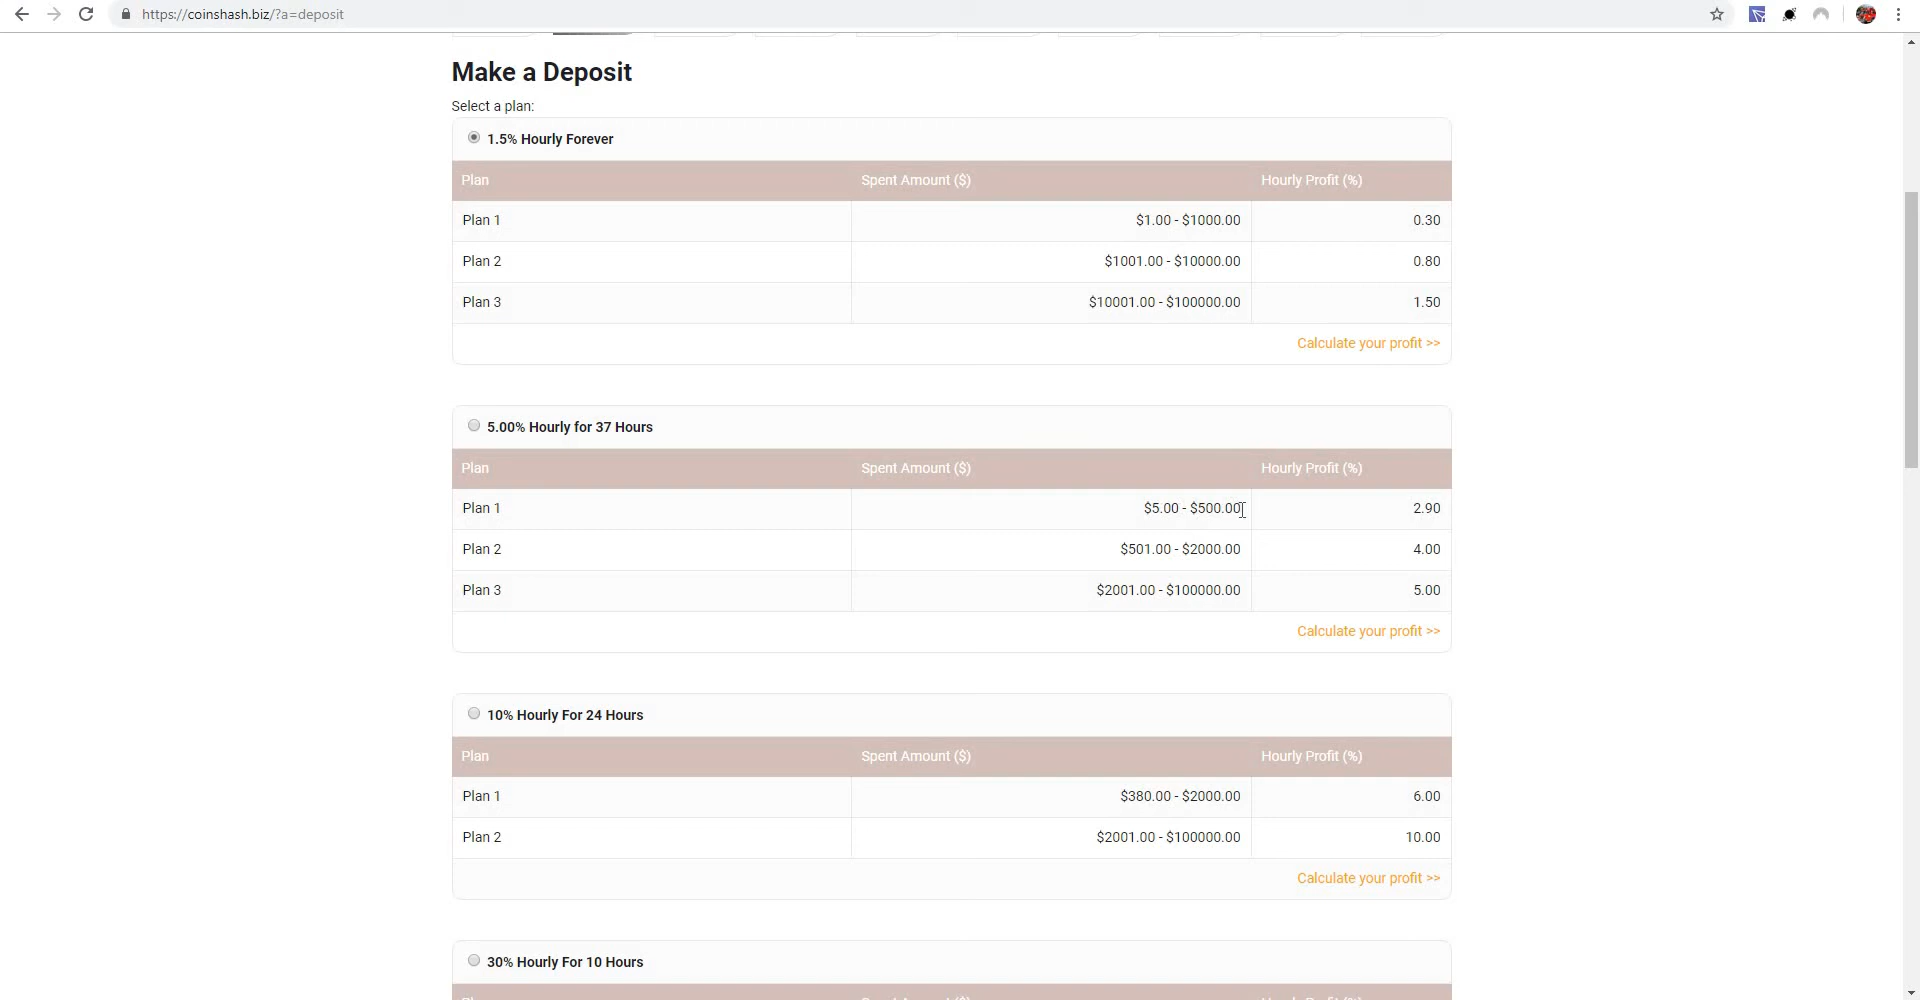 https://coinshash.biz/?a=deposit
Make a Deposit
Select a plan:
1.5% Hourly Forever
Plan Spent Amount ($) Hourly Profit (%)
Plan 1 $1.00 - $1000.00 0.30
Plan 2 $1001.00 - $10000.00 0.80
Plan 3 $10001.00 - $100000.00 1.50
Calculate your profit >>
5.00% Hourly for 37 Hours
Plan Spent Amount ($) Hourly Profit (%)
Plan 1 $5.00 - $500.00 2.90
Plan 2 $501.00 - $2000.00 4.00
Plan 3 $2001.00 - $100000.00 5.00
Calculate your profit >>
10% Hourly For 24 Hours
Plan Spent Amount ($) Hourly Profit (%)
Plan 1 $380.00 - $2000.00 6.00
Plan 2 $2001.00 - $100000.00 10.00
Calculate your profit >>
30% Hourly For 10 Hours
Plan Spent Amount ($) Hourly Profit (%)